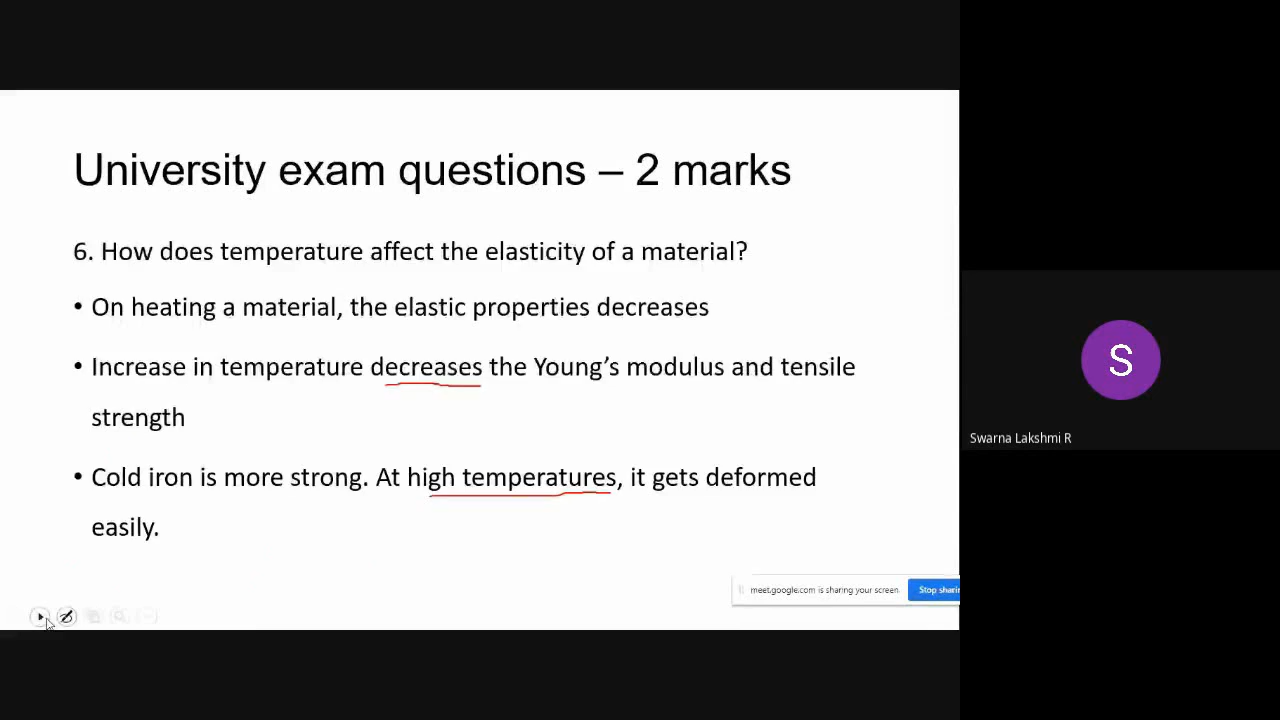 University exam questions – 2 marks
6. How does temperature affect the elasticity of a material?
• On heating a material, the elastic properties decreases
• Increase in temperature decreases the Young's modulus and tensile
strength
• Cold iron is more strong. At high temperatures, it gets deformed
easily.
meet.google.com is sharing your screen
Stop sharin
S
Swarna Lakshmi R